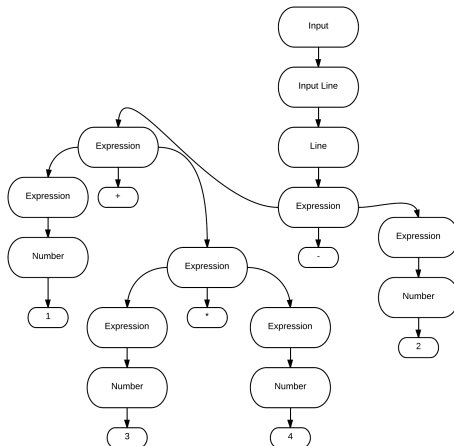 Input
Input Line
Line
Expression
Expression
+
Expression
-
Expression
Number
1
Expression
*
Number
2
Expression
Number
3
Expression
Number
4